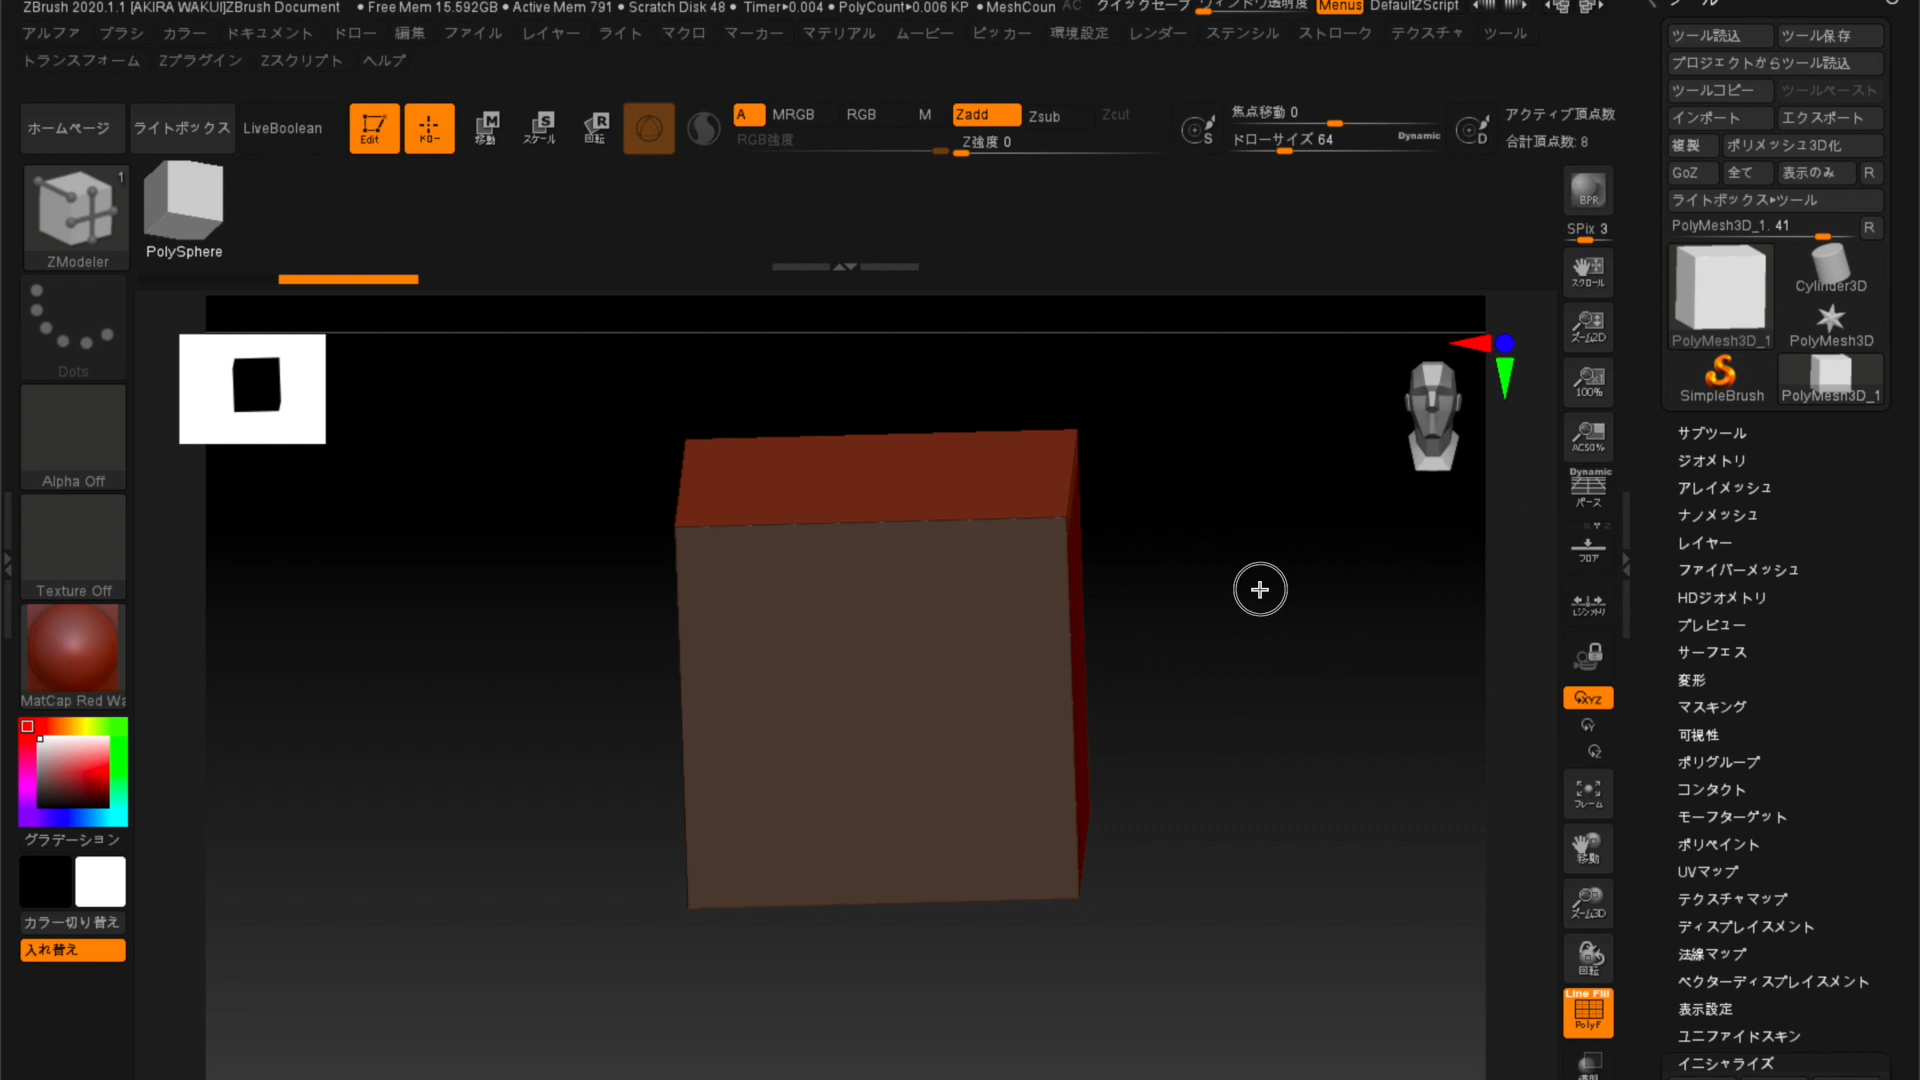 ZBrush 2020.1.1 [AKIRA WAKUI]ZBrush Document ● Free Mem 15.592GB ● Active Mem 791 ● Scratch Disk 48 ● Timer▸0.004 ● PolyCount▸0.006 KP ● MeshCoun AC クイックセーブ ウィンドウ透明度 Menus DefaultZScript
アルファ ブラシ カラー ドキュメント ドロー 編集 ファイル レイヤー ライト マクロ マーカー マテリアル ムービー ピッカー 環境設定 レンダー ステンシル ストローク テクスチャ ツール
トランスフォーム Zプラグイン Zスクリプト ヘルプ
ホームページ ライトボックス LiveBoolean Edit ドロー M 移動 S スケール R 回転
A MRGB RGB M Zadd Zsub Zcut
RGB強度 Z強度 0
S 焦点移動 0
ドローサイズ 64 Dynamic D
アクティブ頂点数
合計頂点数: 8
1
ZModeler
PolySphere
Dots
Alpha Off
Texture Off
MatCap Red Wa
グラデーション
カラー切り替え
入れ替え
BPR
SPix 3
スクロール
ズーム2D
100%
AC50%
Dynamic
パース
フロア
Lシンメトリ
XYZ
Y
Z
フレーム
移動
ズーム3D
回転
Line Fill
PolyF
透明
ツール
ツール読込 ツール保存
プロジェクトからツール読込
ツールコピー ツールペースト
インポート エクスポート
複製 ポリメッシュ3D化
GoZ 全て 表示のみ R
ライトボックス▸ツール
PolyMesh3D_1. 41 R
Cylinder3D
PolyMesh3D_1 PolyMesh3D
SimpleBrush PolyMesh3D_1
サブツール
ジオメトリ
アレイメッシュ
ナノメッシュ
レイヤー
ファイバーメッシュ
HDジオメトリ
プレビュー
サーフェス
変形
マスキング
可視性
ポリグループ
コンタクト
モーフターゲット
ポリペイント
UVマップ
テクスチャマップ
ディスプレイスメント
法線マップ
ベクターディスプレイスメント
表示設定
ユニファイドスキン
イニシャライズ